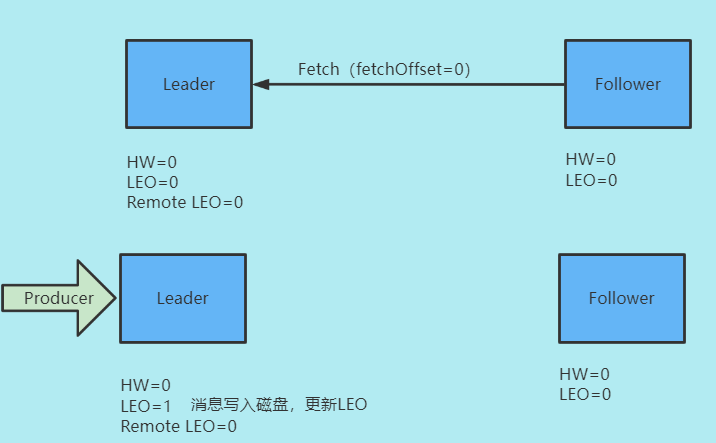 Leader
Fetch（fetchOffset=0）
Follower
HW=0
LEO=0
Remote LEO=0
HW=0
LEO=0
Producer
Leader
Follower
HW=0
LEO=1 消息写入磁盘，更新LEO
Remote LEO=0
HW=0
LEO=0